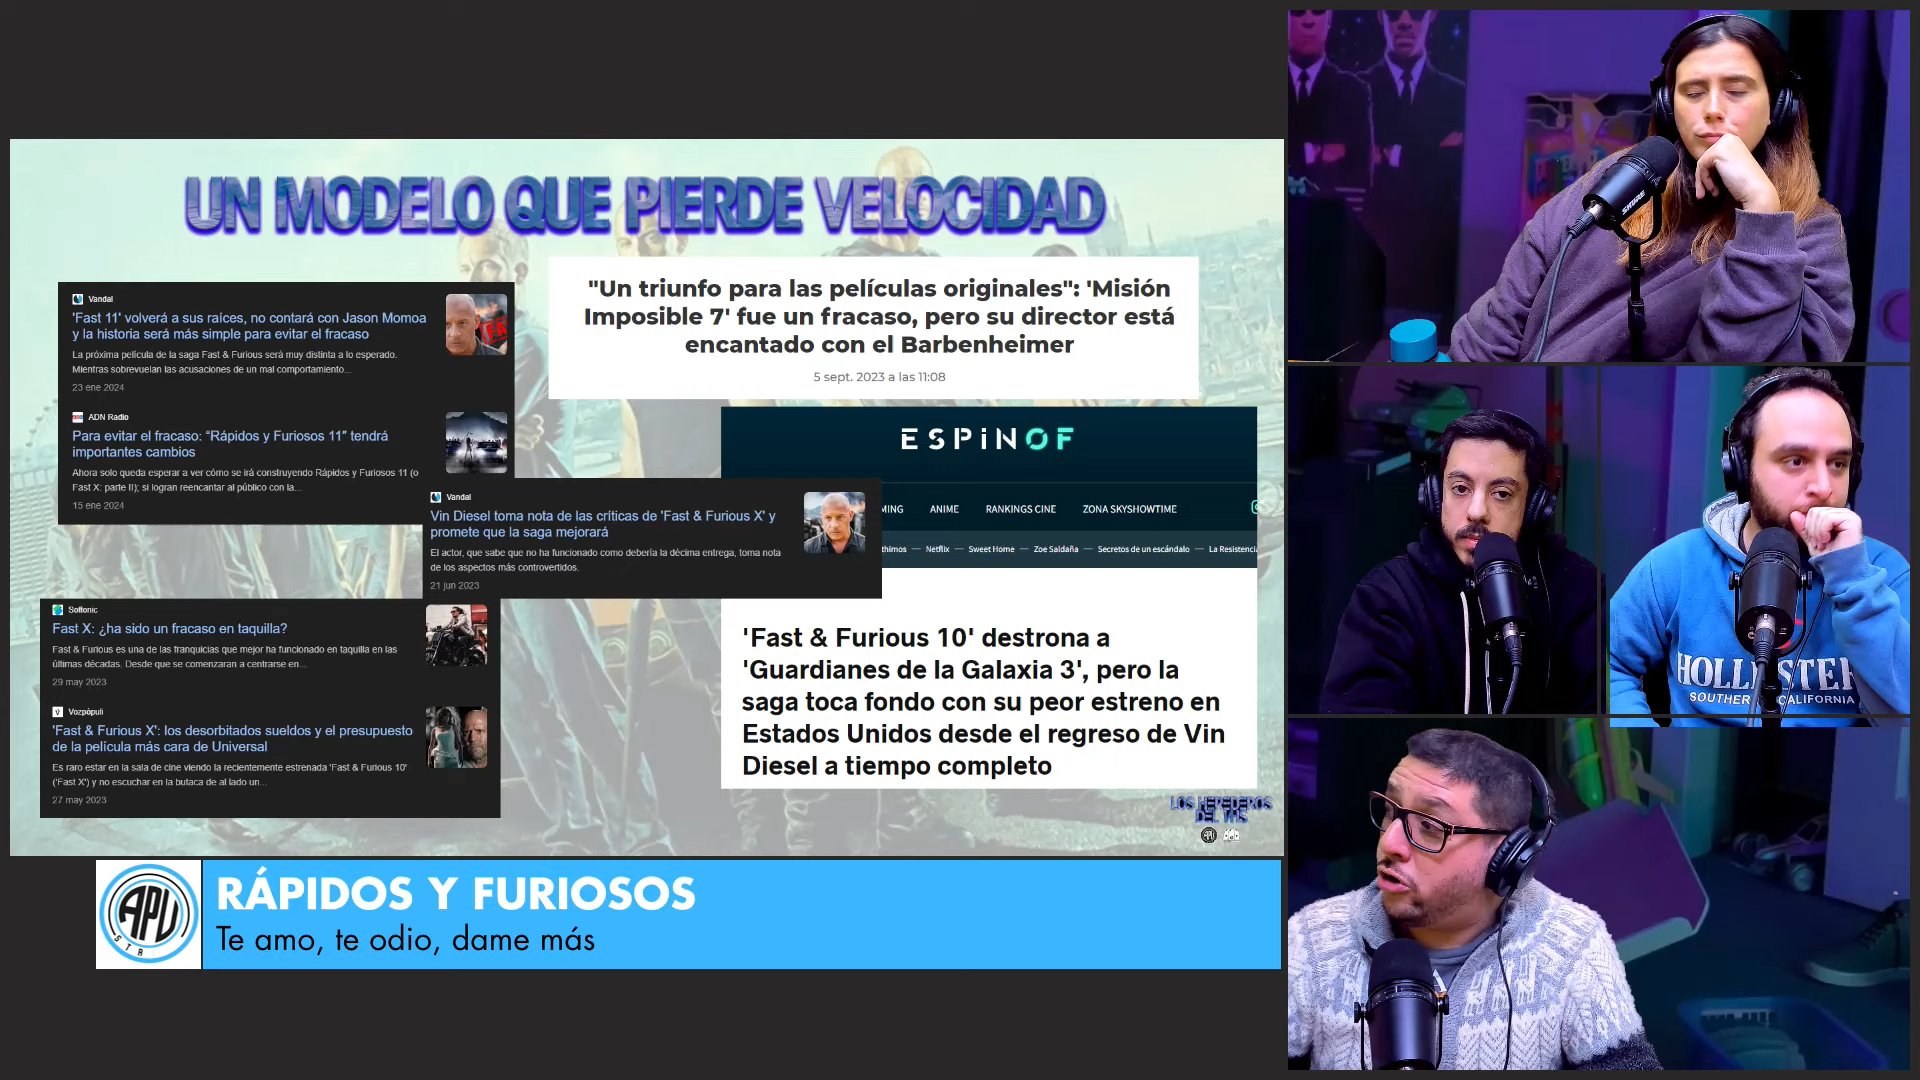 UN MODELO QUE PIERDE VELOCIDAD
Vandal
'Fast 11' volverá a sus raíces, no contará con Jason Momoa
y la historia será más simple para evitar el fracaso
La próxima película de la saga Fast & Furious será muy distinta a lo esperado.
Mientras sobrevuelan las acusaciones de un mal comportamiento...
23 ene 2024
ADN Radio
Para evitar el fracaso: “Rápidos y Furiosos 11” tendrá
importantes cambios
Ahora solo queda esperar a ver cómo se irá construyendo Rápidos y Furiosos 11 (o
Fast X: parte II); si logran reencantar al público con la...
15 ene 2024
"Un triunfo para las películas originales": 'Misión
Imposible 7' fue un fracaso, pero su director está
encantado con el Barbenheimer
5 sept. 2023 a las 11:08
ESPiNOF
MING ANIME RANKINGS CINE ZONA SKYSHOWTIME
thimos — Netflix — Sweet Home — Zoe Saldaña — Secretos de un escándalo — La Resistencia
Vandal
Vin Diesel toma nota de las críticas de 'Fast & Furious X' y
promete que la saga mejorará
El actor, que sabe que no ha funcionado como debería la décima entrega, toma nota
de los aspectos más controvertidos.
21 jun 2023
Softonic
Fast X: ¿ha sido un fracaso en taquilla?
Fast & Furious es una de las franquicias que mejor ha funcionado en taquilla en las
últimas décadas. Desde que se comenzaran a centrarse en...
29 may 2023
Vozpópuli
'Fast & Furious X': los desorbitados sueldos y el presupuesto
de la película más cara de Universal
Es raro estar en la sala de cine viendo la recientemente estrenada 'Fast & Furious 10'
('Fast X') y no escuchar en la butaca de al lado un...
27 may 2023
'Fast & Furious 10' destrona a
'Guardianes de la Galaxia 3', pero la
saga toca fondo con su peor estreno en
Estados Unidos desde el regreso de Vin
Diesel a tiempo completo
LOS HEREDEROS
DEL VHS
APU
STR
RÁPIDOS Y FURIOSOS
Te amo, te odio, dame más
SHURE
HOLLISTER
SOUTHERN CALIFORNIA